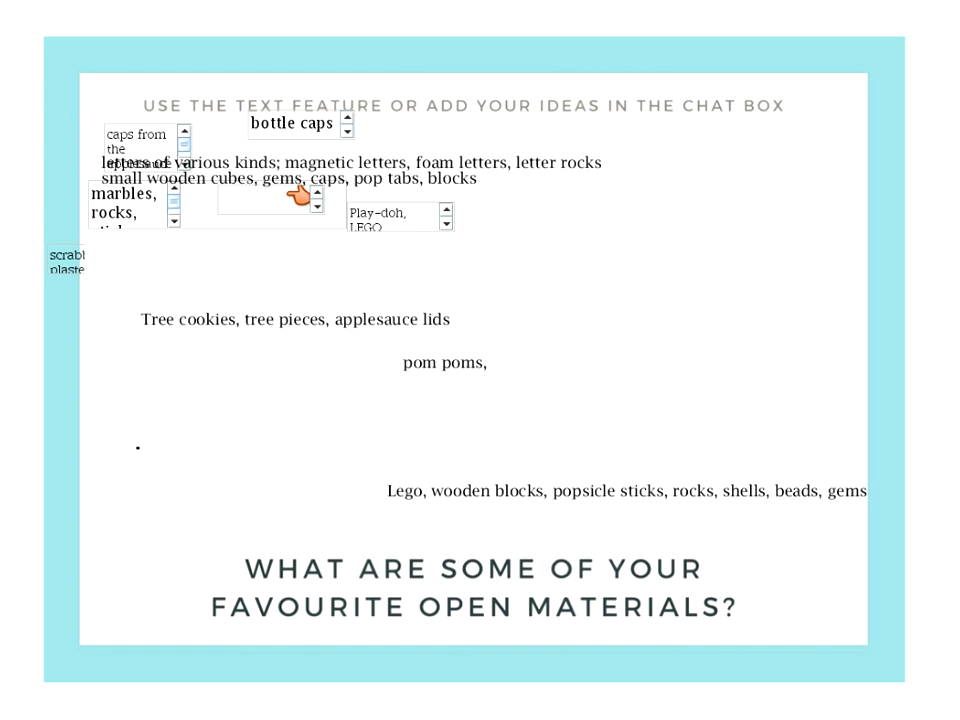 USE THE TEXT FEATURE OR ADD YOUR IDEAS IN THE CHAT BOX
bottle caps
caps from
the
applesauce
letters of various kinds; magnetic letters, foam letters, letter rocks
small wooden cubes, gems, caps, pop tabs, blocks
marbles,
rocks,
Play-doh,
LEGO
Tree cookies, tree pieces, applesauce lids
pom poms,
Lego, wooden blocks, popsicle sticks, rocks, shells, beads, gems
WHAT ARE SOME OF YOUR
FAVOURITE OPEN MATERIALS?